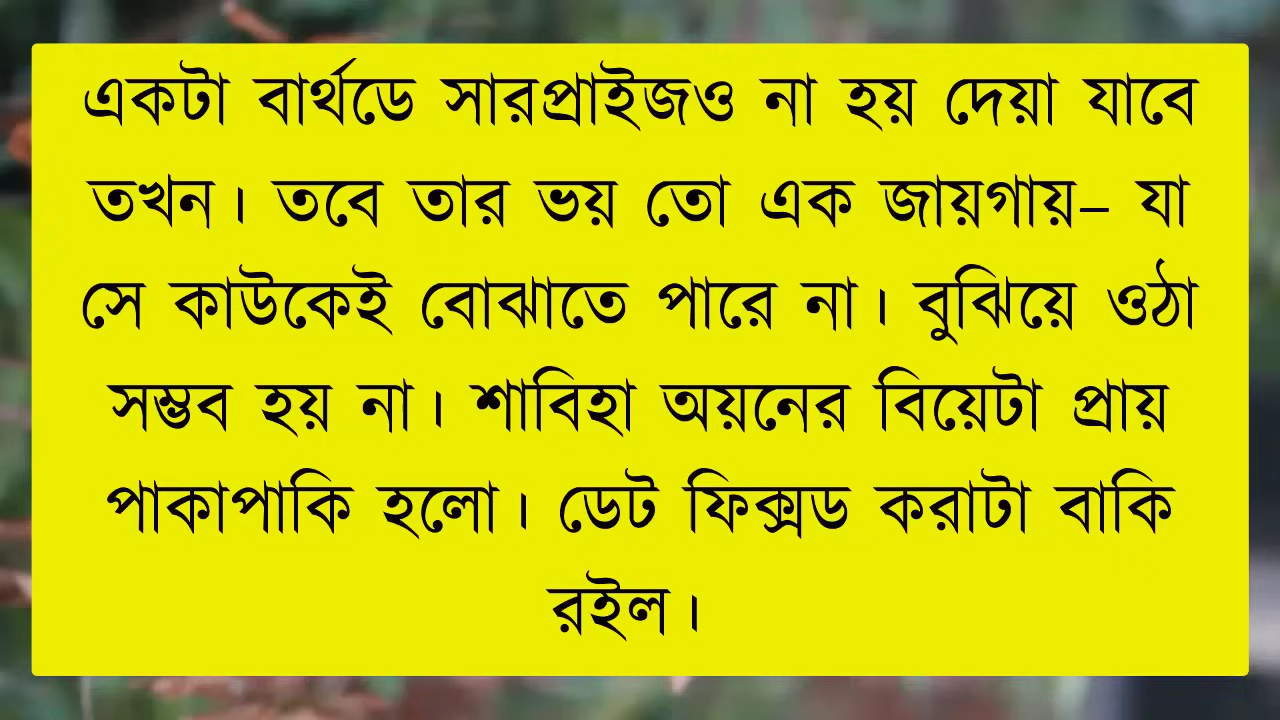 একটা বার্থডে সারপ্রাইজও না হয় দেয়া যাবে
তখন। তবে তার ভয় তো এক জায়গায়– যা
সে কাউকেই বোঝাতে পারে না। বুঝিয়ে ওঠা
সম্ভব হয় না। শাবিহা অয়নের বিয়েটা প্রায়
পাকাপাকি হলো। ডেট ফিক্সড করাটা বাকি
রইল।